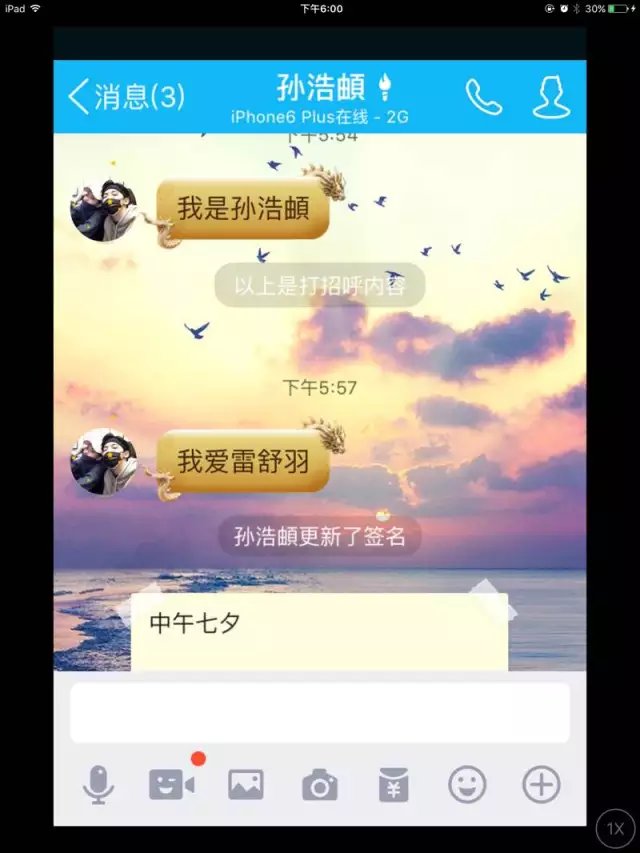 iPad 下午6:00 30%
消息(3) 孙浩頔
iPhone6 Plus在线 - 2G
下午5:54
我是孙浩頔
以上是打招呼内容
下午5:57
我爱雷舒羽
孙浩頔更新了签名
中午七夕
¥
1X